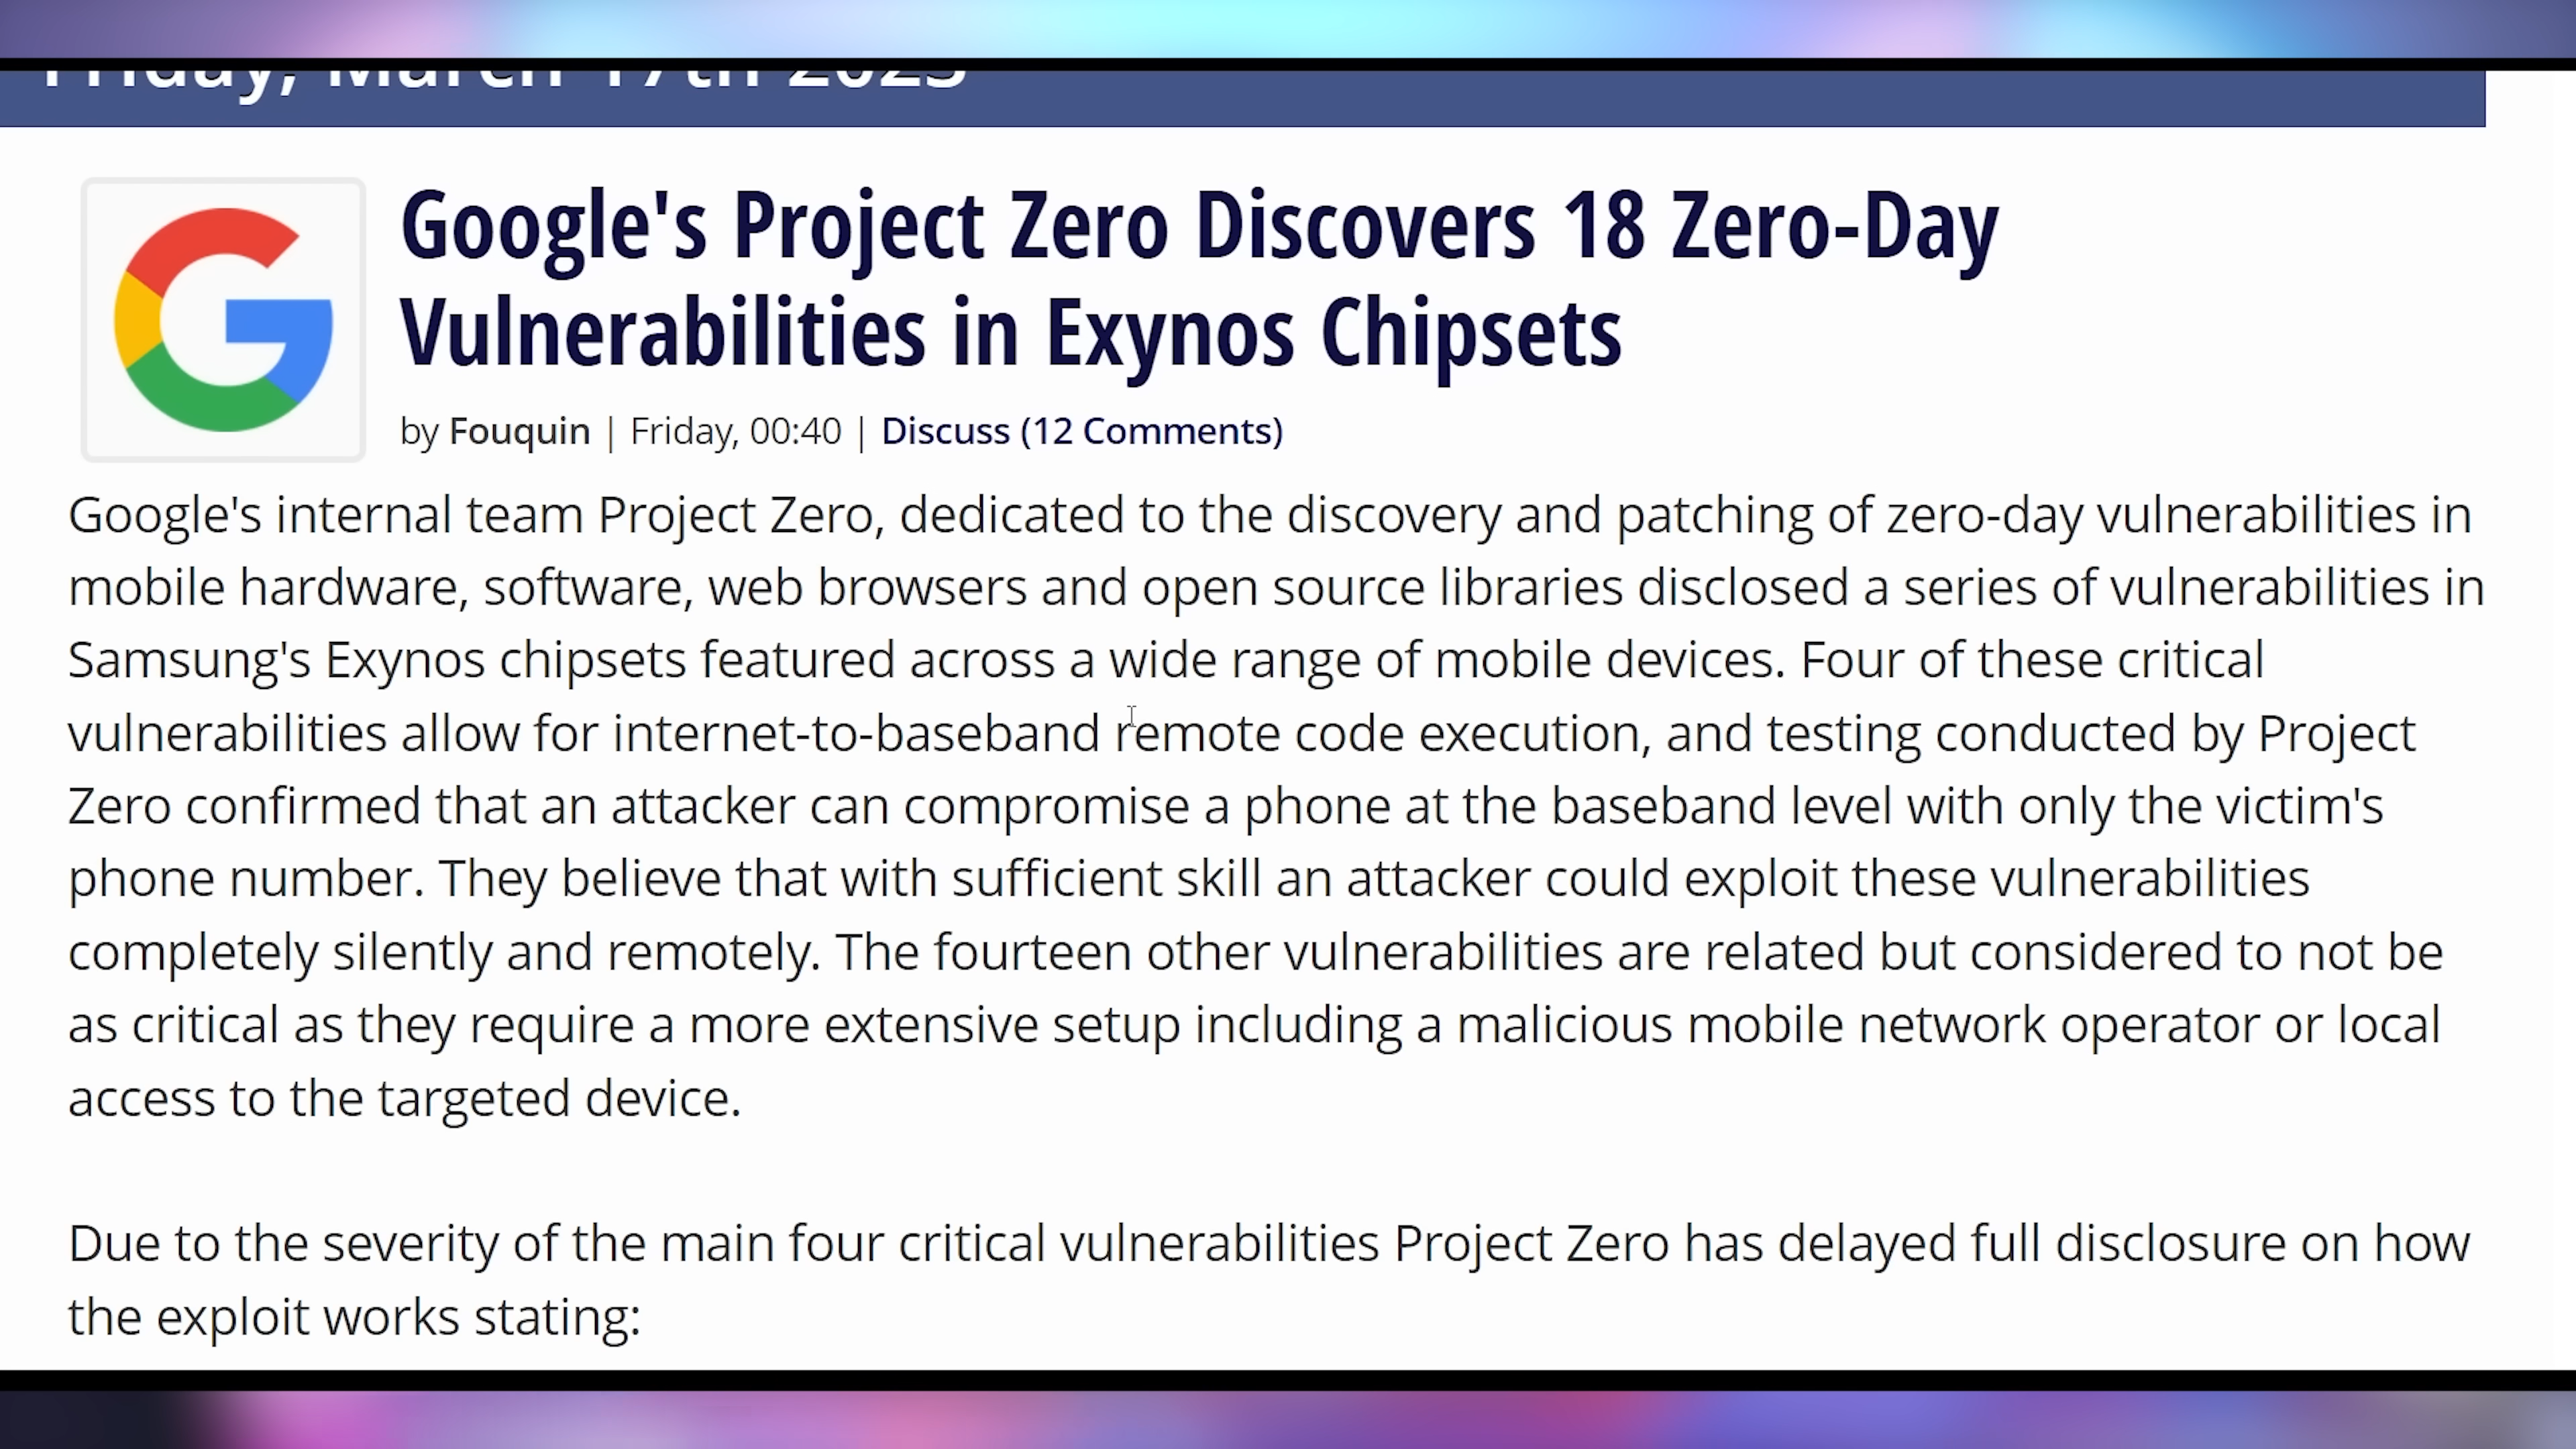 Friday, March 17th 2023
Google's Project Zero Discovers 18 Zero-Day
Vulnerabilities in Exynos Chipsets
by Fouquin | Friday, 00:40 | Discuss (12 Comments)
Google's internal team Project Zero, dedicated to the discovery and patching of zero-day vulnerabilities in
mobile hardware, software, web browsers and open source libraries disclosed a series of vulnerabilities in
Samsung's Exynos chipsets featured across a wide range of mobile devices. Four of these critical
vulnerabilities allow for internet-to-baseband remote code execution, and testing conducted by Project
Zero confirmed that an attacker can compromise a phone at the baseband level with only the victim's
phone number. They believe that with sufficient skill an attacker could exploit these vulnerabilities
completely silently and remotely. The fourteen other vulnerabilities are related but considered to not be
as critical as they require a more extensive setup including a malicious mobile network operator or local
access to the targeted device.
Due to the severity of the main four critical vulnerabilities Project Zero has delayed full disclosure on how
the exploit works stating: